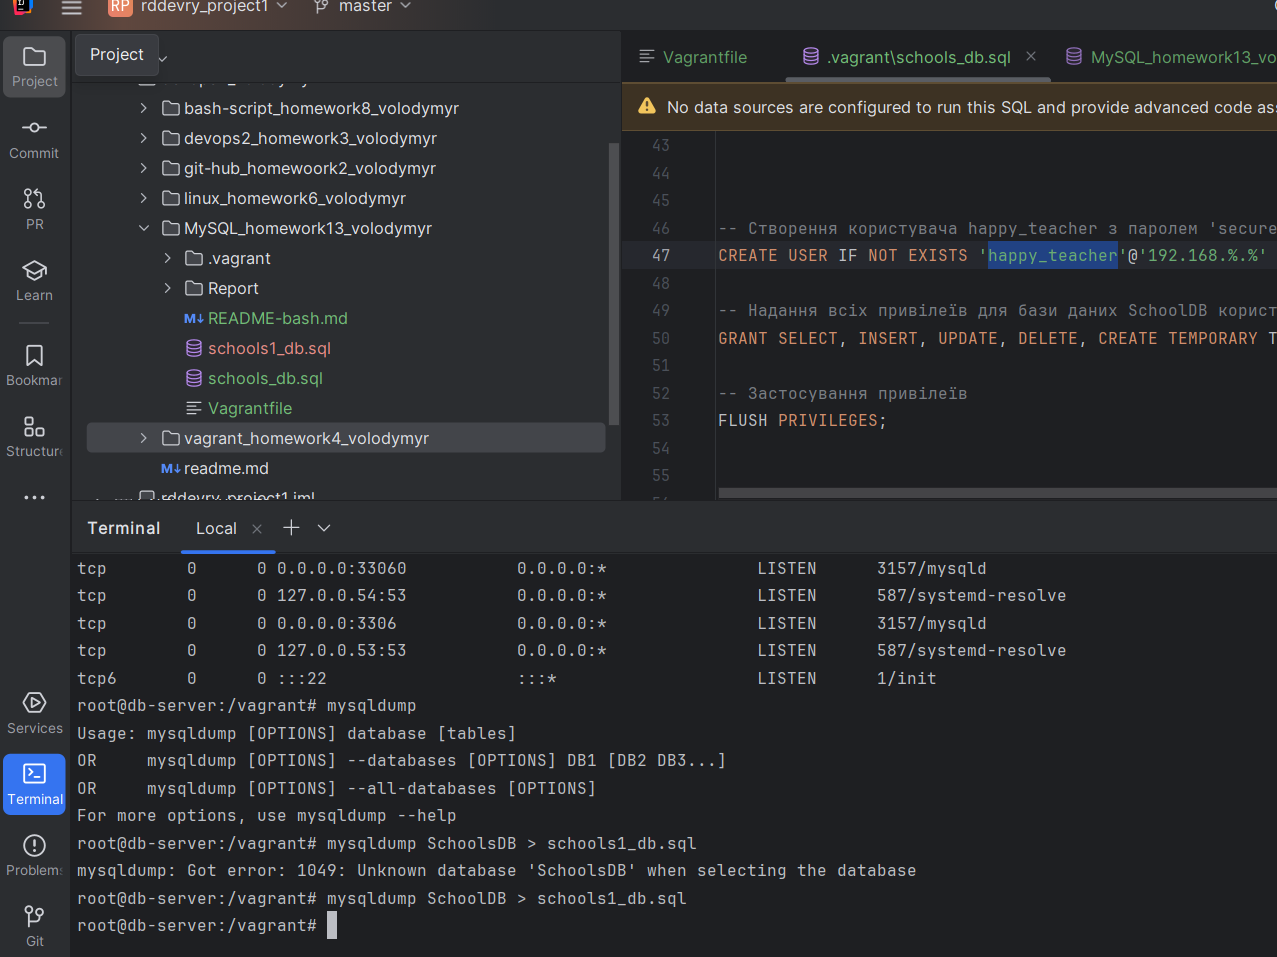 RP rddevry_project1 master
Project
Vagrantfile .vagrant\schools_db.sql MySQL_homework13_vo
No data sources are configured to run this SQL and provide advanced code ass
Project
Commit
PR
Learn
Bookmar
Structur
Services
Terminal
Problem
Git
bash-script_homework8_volodymyr
devops2_homework3_volodymyr
git-hub_homewoork2_volodymyr
linux_homework6_volodymyr
MySQL_homework13_volodymyr
.vagrant
Report
M↓ README-bash.md
schools1_db.sql
schools_db.sql
Vagrantfile
vagrant_homework4_volodymyr
M↓ readme.md
rddevry_project1.iml
43
44
45
46 -- Створення користувача happy_teacher з паролем 'secure
47 CREATE USER IF NOT EXISTS 'happy_teacher'@'192.168.%.%'
48
49 -- Надання всіх привілеїв для бази даних SchoolDB корист
50 GRANT SELECT, INSERT, UPDATE, DELETE, CREATE TEMPORARY T
51
52 -- Застосування привілеїв
53 FLUSH PRIVILEGES;
54
55
Terminal Local
tcp 0 0 0.0.0.0:33060 0.0.0.0:* LISTEN 3157/mysqld
tcp 0 0 127.0.0.54:53 0.0.0.0:* LISTEN 587/systemd-resolve
tcp 0 0 0.0.0.0:3306 0.0.0.0:* LISTEN 3157/mysqld
tcp 0 0 127.0.0.53:53 0.0.0.0:* LISTEN 587/systemd-resolve
tcp6 0 0 :::22 :::* LISTEN 1/init
root@db-server:/vagrant# mysqldump
Usage: mysqldump [OPTIONS] database [tables]
OR mysqldump [OPTIONS] --databases [OPTIONS] DB1 [DB2 DB3...]
OR mysqldump [OPTIONS] --all-databases [OPTIONS]
For more options, use mysqldump --help
root@db-server:/vagrant# mysqldump SchoolsDB > schools1_db.sql
mysqldump: Got error: 1049: Unknown database 'SchoolsDB' when selecting the database
root@db-server:/vagrant# mysqldump SchoolDB > schools1_db.sql
root@db-server:/vagrant#